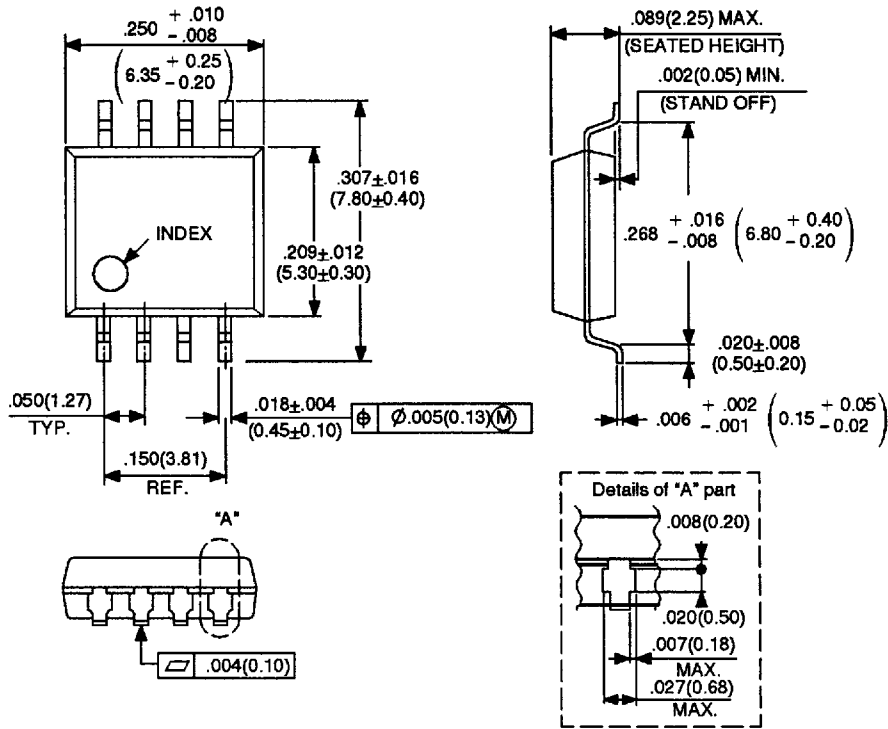 .250 + .010 - .008
(6.35 + 0.25 - 0.20)
.089(2.25) MAX.
(SEATED HEIGHT)
.002(0.05) MIN.
(STAND OFF)
.307±.016
(7.80±0.40)
INDEX
.209±.012
(5.30±0.30)
.268 + .016 - .008 (6.80 + 0.40 - 0.20)
.020±.008
(0.50±0.20)
.050(1.27)
TYP.
.018±.004
(0.45±0.10)
⌖ Ø.005(0.13)Ⓜ
.006 + .002 - .001 (0.15 + 0.05 - 0.02)
.150(3.81)
REF.
"A"
⏥ .004(0.10)
Details of "A" part
.008(0.20)
.020(0.50)
.007(0.18)
MAX.
.027(0.68)
MAX.